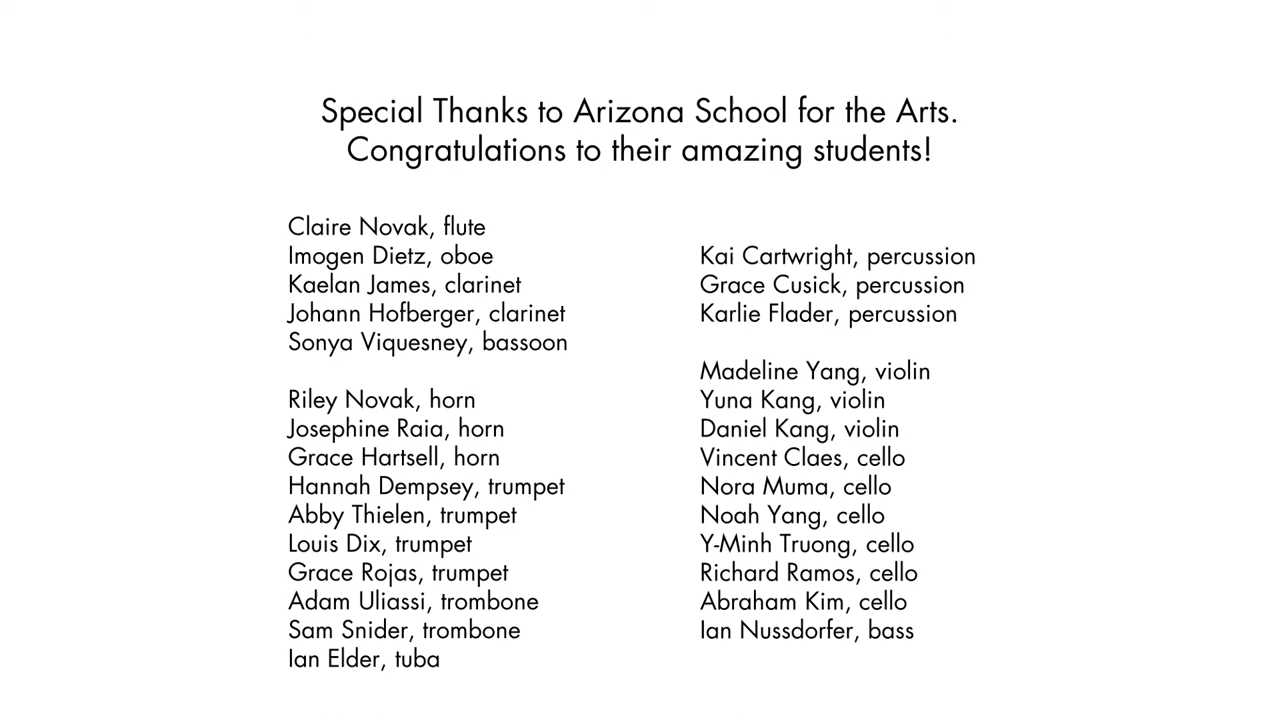 Special Thanks to Arizona School for the Arts.
Congratulations to their amazing students!
Claire Novak, flute
Imogen Dietz, oboe
Kaelan James, clarinet
Johann Hofberger, clarinet
Sonya Viquesney, bassoon
Riley Novak, horn
Josephine Raia, horn
Grace Hartsell, horn
Hannah Dempsey, trumpet
Abby Thielen, trumpet
Louis Dix, trumpet
Grace Rojas, trumpet
Adam Uliassi, trombone
Sam Snider, trombone
Ian Elder, tuba
Kai Cartwright, percussion
Grace Cusick, percussion
Karlie Flader, percussion
Madeline Yang, violin
Yuna Kang, violin
Daniel Kang, violin
Vincent Claes, cello
Nora Muma, cello
Noah Yang, cello
Y-Minh Truong, cello
Richard Ramos, cello
Abraham Kim, cello
Ian Nussdorfer, bass